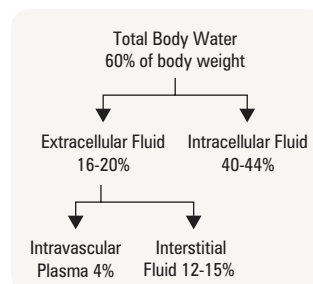 Total Body Water
60% of body weight
Extracellular Fluid
16-20%
Intracellular Fluid
40-44%
Intravascular
Plasma 4%
Interstitial
Fluid 12-15%